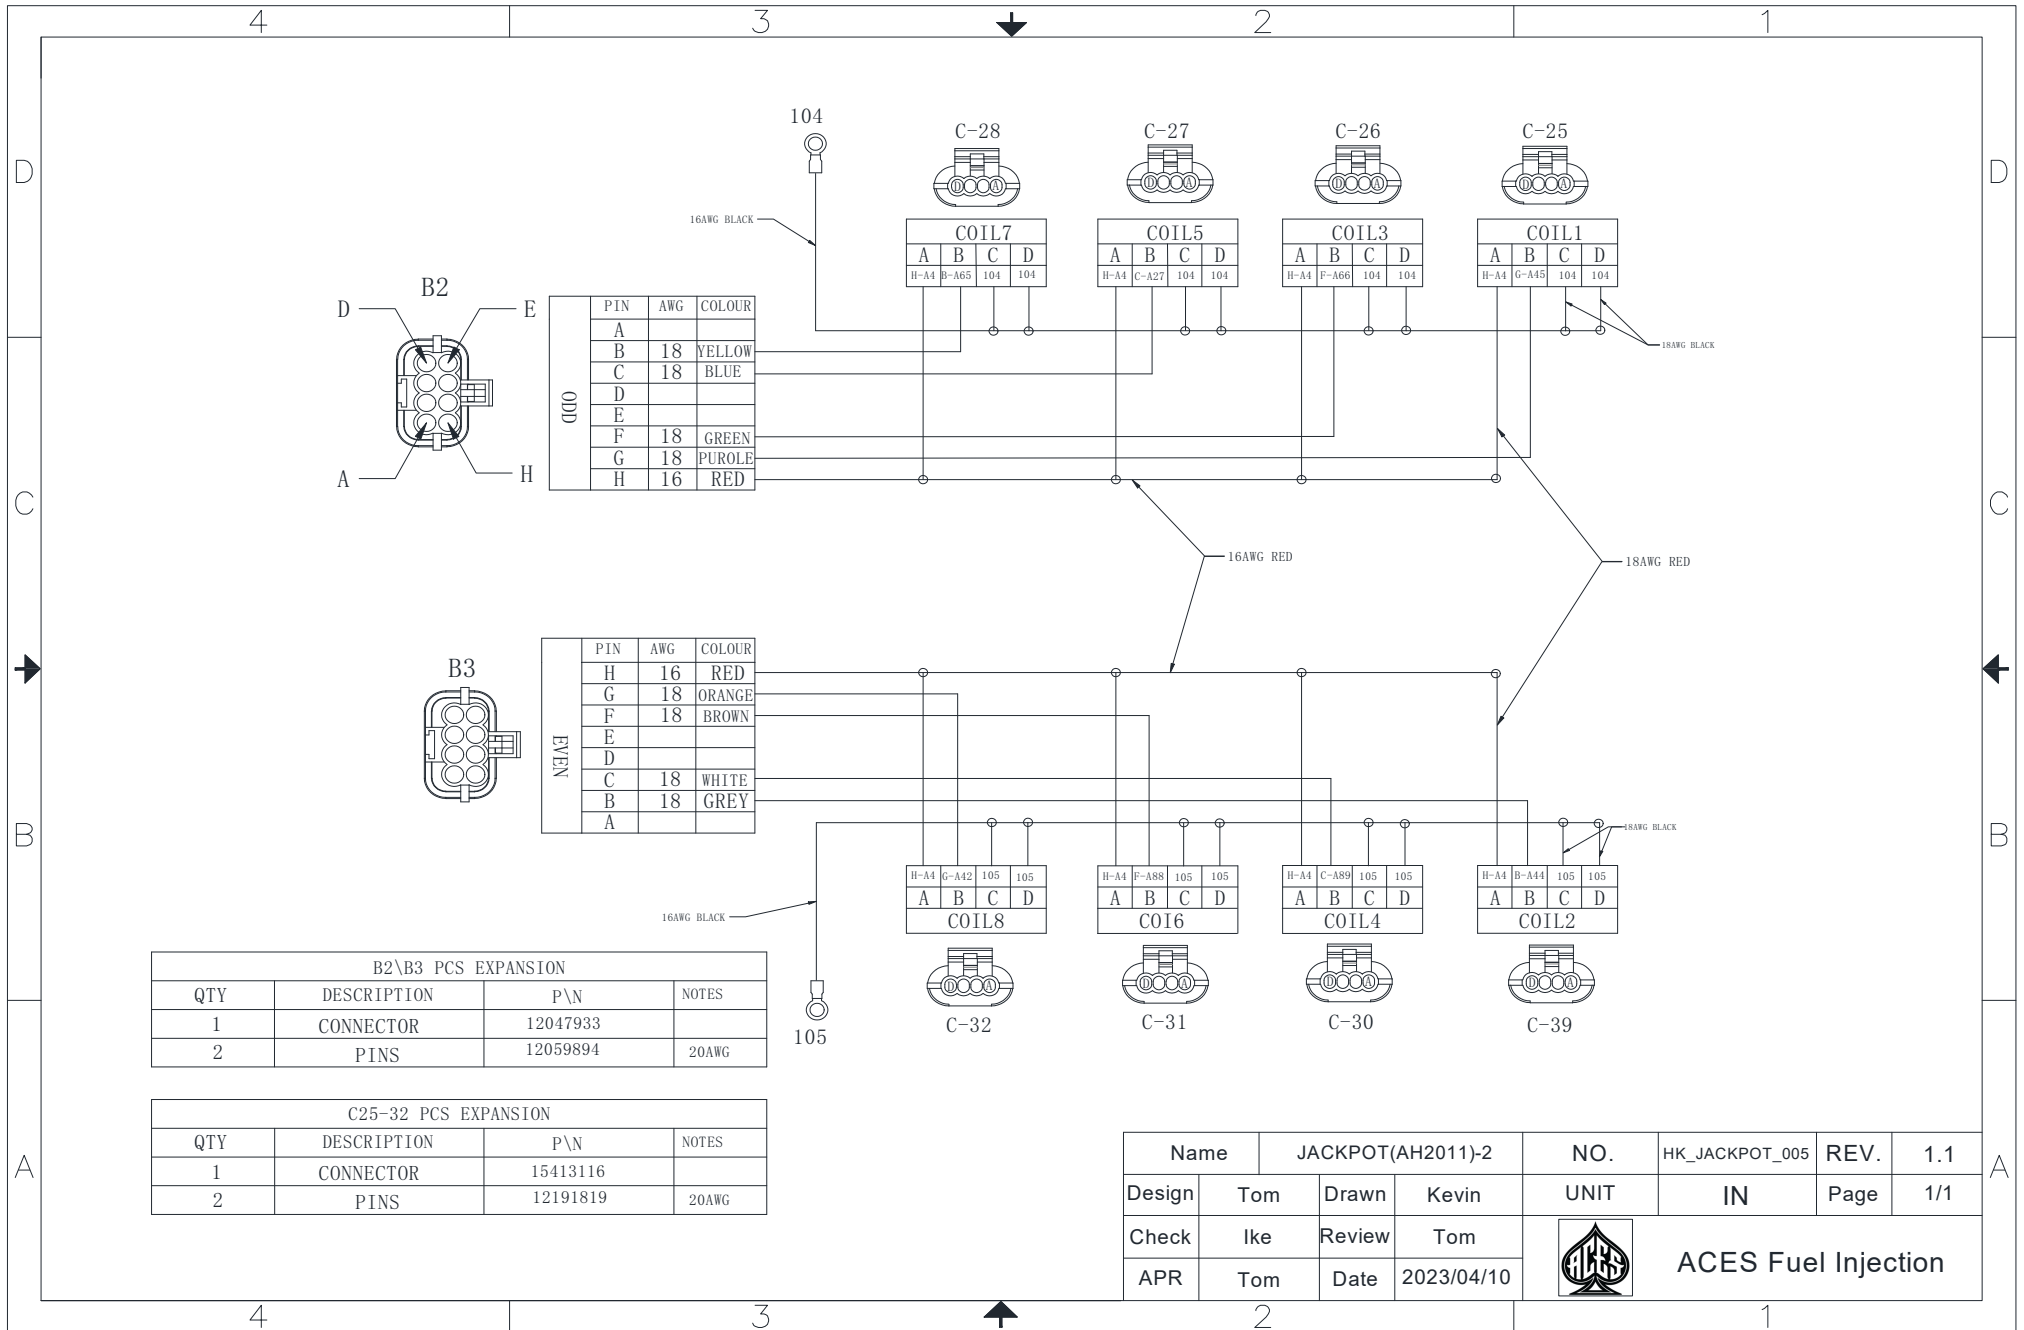 4 3 2 1
D
C
B
A
D
C
B
A
104
16AWG BLACK
C-28 C-27 C-26 C-25
D A D A D A D A
COIL7
A B C D
H-A4 B-A65 104 104
COIL5
A B C D
H-A4 C-A27 104 104
COIL3
A B C D
H-A4 F-A66 104 104
COIL1
A B C D
H-A4 G-A45 104 104
18AWG BLACK
B2
D E
A H
ODD
PIN AWG COLOUR
A
B 18 YELLOW
C 18 BLUE
D
E
F 18 GREEN
G 18 PUROLE
H 16 RED
16AWG RED
18AWG RED
B3
EVEN
PIN AWG COLOUR
H 16 RED
G 18 ORANGE
F 18 BROWN
E
D
C 18 WHITE
B 18 GREY
A
18AWG BLACK
16AWG BLACK
105
H-A4 G-A42 105 105
A B C D
COIL8
H-A4 F-A88 105 105
A B C D
COI6
H-A4 C-A89 105 105
A B C D
COIL4
H-A4 B-A44 105 105
A B C D
COIL2
D A D A D A D A
C-32 C-31 C-30 C-39
B2\B3 PCS EXPANSION
QTY DESCRIPTION P\N NOTES
1 CONNECTOR 12047933
2 PINS 12059894 20AWG
C25-32 PCS EXPANSION
QTY DESCRIPTION P\N NOTES
1 CONNECTOR 15413116
2 PINS 12191819 20AWG
Name JACKPOT(AH2011)-2 NO. HK_JACKPOT_005 REV. 1.1
Design Tom Drawn Kevin UNIT IN Page 1/1
Check Ike Review Tom
APR Tom Date 2023/04/10
ACES
ACES Fuel Injection
4 3 2 1